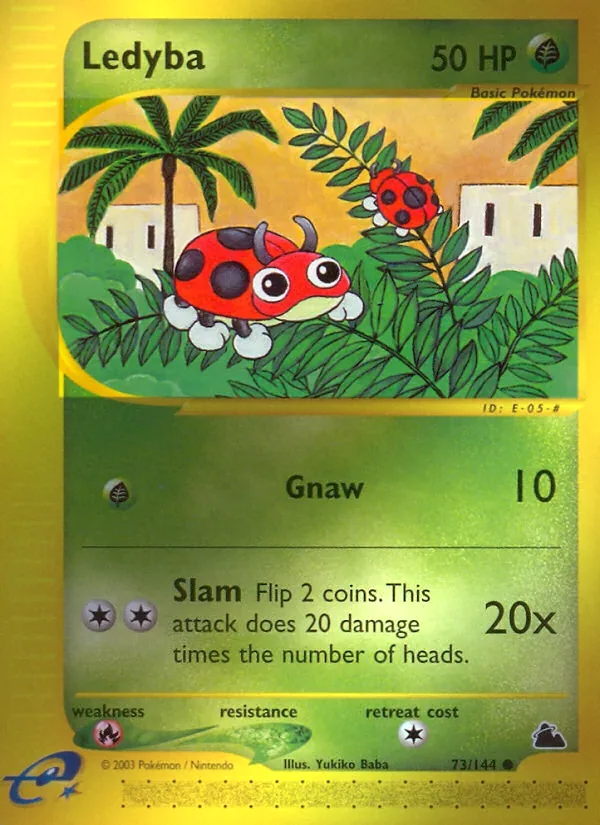 Ledyba 50 HP
Basic Pokémon
ID: E-05-#
Gnaw 10
Slam Flip 2 coins. This
attack does 20 damage
times the number of heads.
20x
weakness resistance retreat cost
© 2003 Pokémon / Nintendo Illus. Yukiko Baba 73/144
e